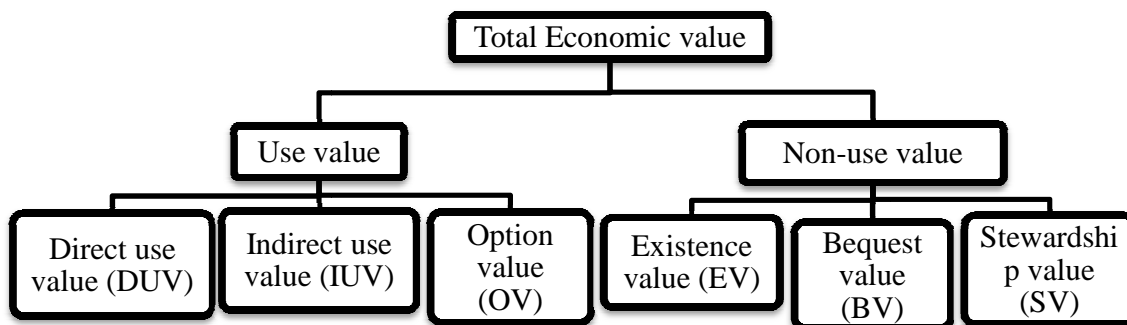 Total Economic value
Use value
Non-use value
Direct use
value (DUV)
Indirect use
value (IUV)
Option
value
(OV)
Existence
value (EV)
Bequest
value
(BV)
Stewardshi
p value
(SV)